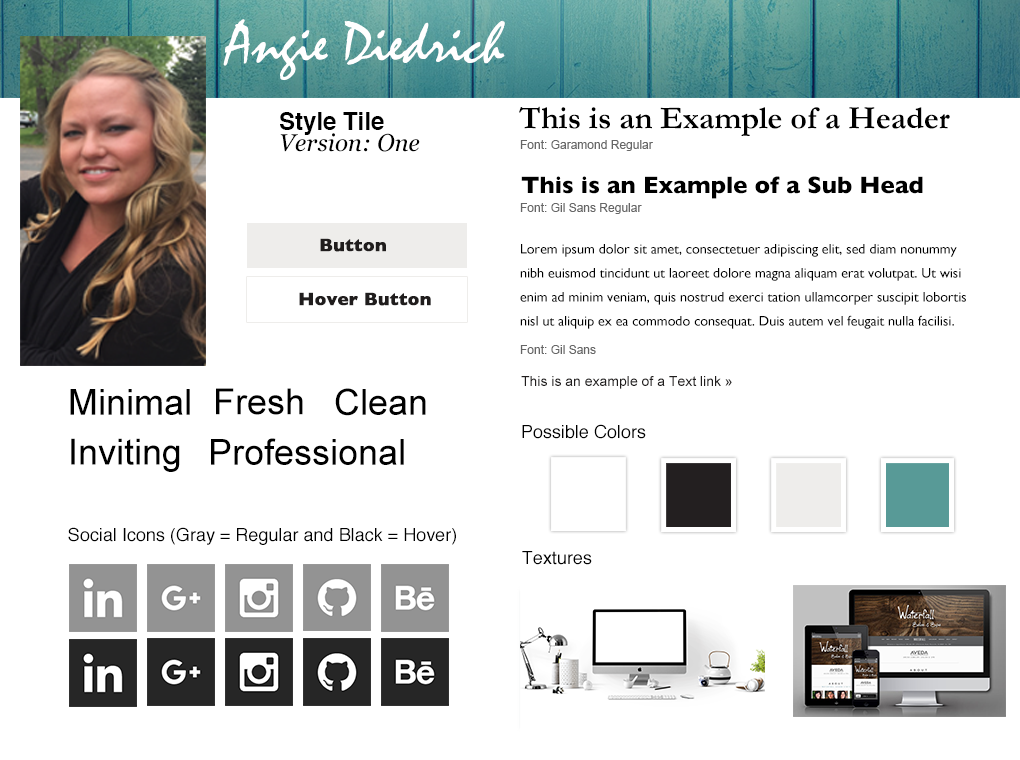 Angie Diedrich
Style Tile
Version: One
Button
Hover Button
Minimal Fresh Clean
Inviting Professional
Social Icons (Gray = Regular and Black = Hover)
in G+ Bē
in G+ Bē
This is an Example of a Header
Font: Garamond Regular
This is an Example of a Sub Head
Font: Gil Sans Regular
Lorem ipsum dolor sit amet, consectetuer adipiscing elit, sed diam nonummy
nibh euismod tincidunt ut laoreet dolore magna aliquam erat volutpat. Ut wisi
enim ad minim veniam, quis nostrud exerci tation ullamcorper suscipit lobortis
nisl ut aliquip ex ea commodo consequat. Duis autem vel feugait nulla facilisi.
Font: Gil Sans
This is an example of a Text link »
Possible Colors
Textures
Waterfall
AVEDA
ABOUT
Waterfall
AVEDA
ABOUT
Waterfall
AVEDA